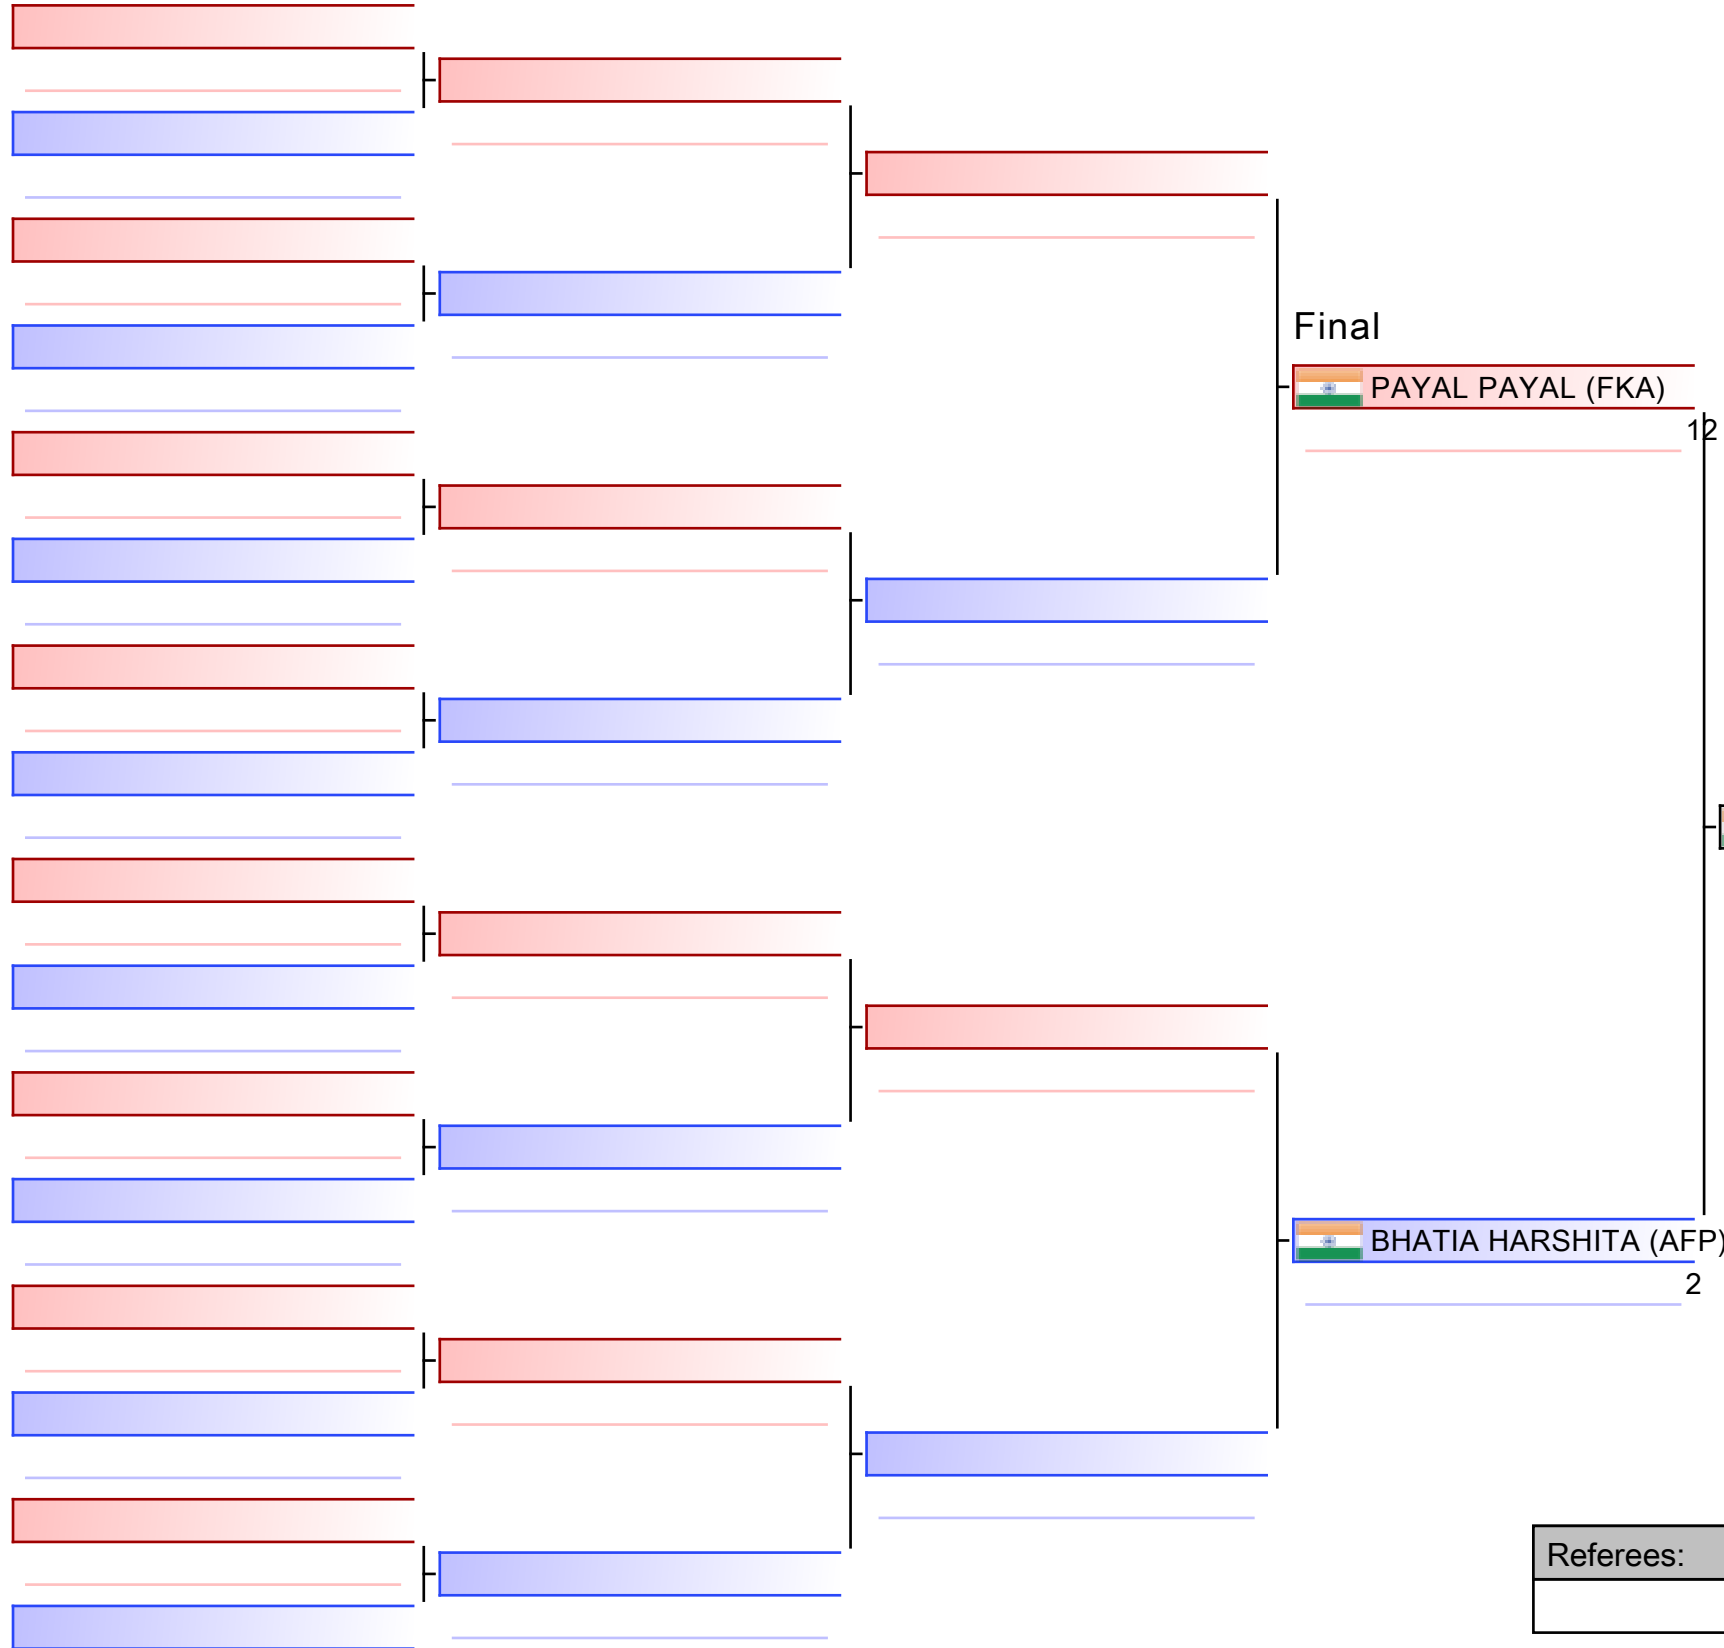 Final
PAYAL PAYAL (FKA)
12
BHATIA HARSHITA (AFP)
2
Referees: